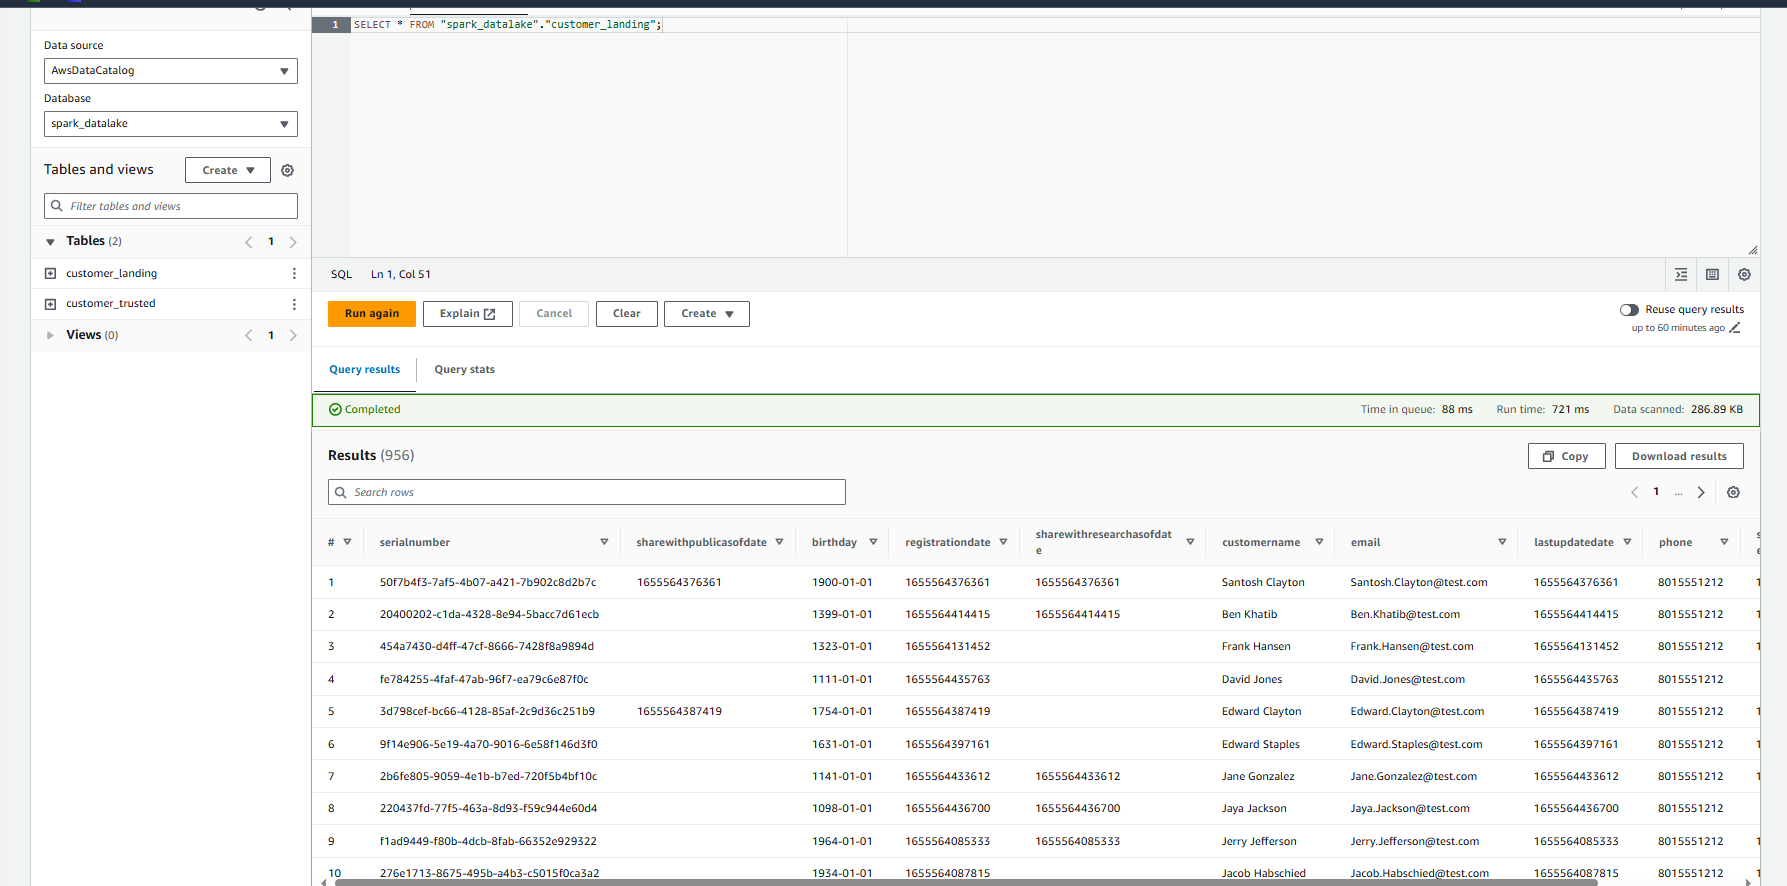 1 SELECT * FROM "spark_datalake"."customer_landing";
Data source
AwsDataCatalog
Database
spark_datalake
Tables and views Create
Filter tables and views
Tables (2) 1
customer_landing
customer_trusted
Views (0) 1
SQL Ln 1, Col 51
Run again Explain Cancel Clear Create
Reuse query results
up to 60 minutes ago
Query results Query stats
Completed Time in queue: 88 ms Run time: 721 ms Data scanned: 286.89 KB
Results (956) Copy Download results
Search rows
1 ...
# serialnumber sharewithpublicasofdate birthday registrationdate sharewithresearchasofdate customername email lastupdatedate phone
1 50f7b4f3-7af5-4b07-a421-7b902c8d2b7c 1655564376361 1900-01-01 1655564376361 1655564376361 Santosh Clayton Santosh.Clayton@test.com 1655564376361 8015551212 1
2 20400202-c1da-4328-8e94-5bacc7d61ecb 1399-01-01 1655564414415 1655564414415 Ben Khatib Ben.Khatib@test.com 1655564414415 8015551212 1
3 454a7430-d4ff-47cf-8666-7428f8a9894d 1323-01-01 1655564131452 Frank Hansen Frank.Hansen@test.com 1655564131452 8015551212 1
4 fe784255-4faf-47ab-96f7-ea79c6e87f0c 1111-01-01 1655564435763 David Jones David.Jones@test.com 1655564435763 8015551212
5 3d798cef-bc66-4128-85af-2c9d36c251b9 1655564387419 1754-01-01 1655564387419 Edward Clayton Edward.Clayton@test.com 1655564387419 8015551212 1
6 9f14e906-5e19-4a70-9016-6e58f146d3f0 1631-01-01 1655564397161 Edward Staples Edward.Staples@test.com 1655564397161 8015551212 1
7 2b6fe805-9059-4e1b-b7ed-720f5b4bf10c 1141-01-01 1655564433612 1655564433612 Jane Gonzalez Jane.Gonzalez@test.com 1655564433612 8015551212 1
8 220437fd-77f5-463a-8d93-f59c944e60d4 1098-01-01 1655564436700 1655564436700 Jaya Jackson Jaya.Jackson@test.com 1655564436700 8015551212 1
9 f1ad9449-f80b-4dcb-8fab-66352e929322 1964-01-01 1655564085333 1655564085333 Jerry Jefferson Jerry.Jefferson@test.com 1655564085333 8015551212 1
10 276e1713-8675-495b-a4b3-c5015f0ca3a2 1934-01-01 1655564087815 Jacob Habschied Jacob.Habschied@test.com 1655564087815 8015551212 1